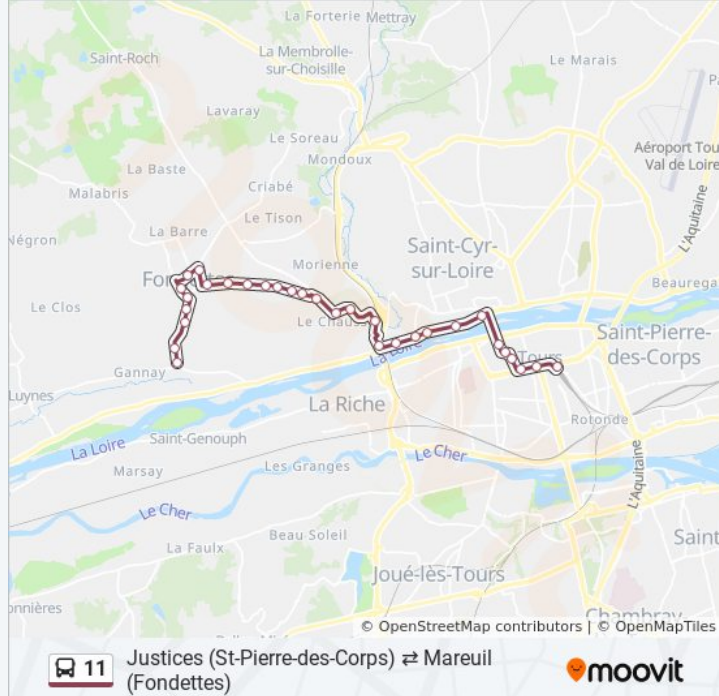 La Forterie
Mettray
Saint-Roch
La Membrolle-
sur-Choisille
Le Marais
Lavaray
Le Soreau
Mondoux
Aéroport Tou
Val de Loire
La Baste
Criabé
Malabris
Le Tison
L'Aquitaine
La Barre
Négron
Saint-Cyr-
sur-Loire
Morienne
Beaurega
Le Clos
La Loire
Saint-Pierre-
des-Corps
Tours
Gannay
Luynes
La Riche
Rotonde
Saint-Genouph
La Loire
Le Cher
L'Aquitaine
Marsay
Les Granges
Le Cher
Beau Soleil
Saint
La Faulx
Joué-lès-Tours
onnières
Chambray
© OpenStreetMap contributors | © OpenMapTiles
11
Justices (St-Pierre-des-Corps) ⇄ Mareuil
(Fondettes)
moovit